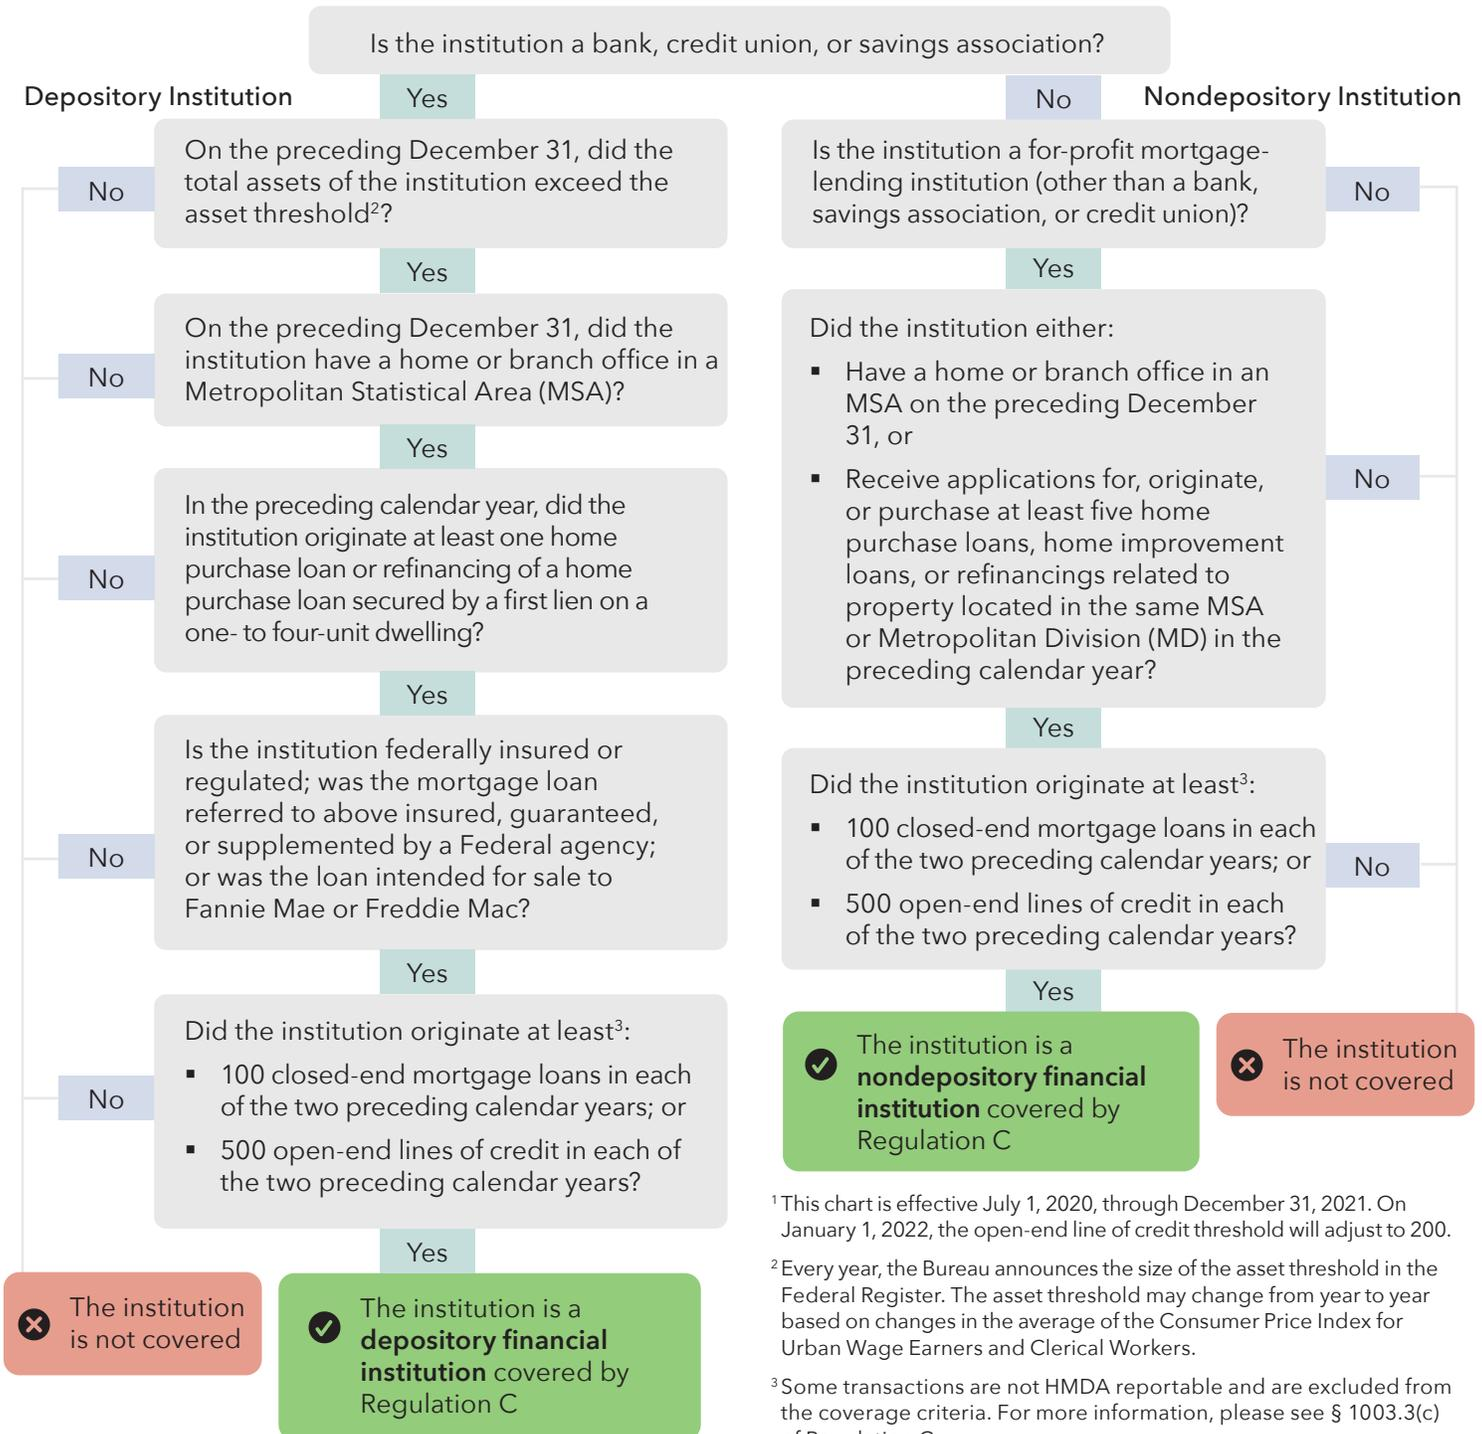 Is the institution a bank, credit union, or savings association?
Depository Institution
Yes
No
On the preceding December 31, did the
total assets of the institution exceed the
asset threshold²?
Yes
No
On the preceding December 31, did the
institution have a home or branch office in a
Metropolitan Statistical Area (MSA)?
Yes
No
In the preceding calendar year, did the
institution originate at least one home
purchase loan or refinancing of a home
purchase loan secured by a first lien on a
one- to four-unit dwelling?
Yes
No
Is the institution federally insured or
regulated; was the mortgage loan
referred to above insured, guaranteed,
or supplemented by a Federal agency;
or was the loan intended for sale to
Fannie Mae or Freddie Mac?
Yes
No
Did the institution originate at least³:
▪ 100 closed-end mortgage loans in each
of the two preceding calendar years; or
▪ 500 open-end lines of credit in each of
the two preceding calendar years?
Yes
The institution
is not covered
The institution is a
depository financial
institution covered by
Regulation C
No
Nondepository Institution
Is the institution a for-profit mortgage-
lending institution (other than a bank,
savings association, or credit union)?
No
Yes
Did the institution either:
▪ Have a home or branch office in an
MSA on the preceding December
31, or
▪ Receive applications for, originate,
or purchase at least five home
purchase loans, home improvement
loans, or refinancings related to
property located in the same MSA
or Metropolitan Division (MD) in the
preceding calendar year?
No
Yes
Did the institution originate at least³:
▪ 100 closed-end mortgage loans in each
of the two preceding calendar years; or
▪ 500 open-end lines of credit in each
of the two preceding calendar years?
No
Yes
The institution is a
nondepository financial
institution covered by
Regulation C
The institution
is not covered
¹ This chart is effective July 1, 2020, through December 31, 2021. On
January 1, 2022, the open-end line of credit threshold will adjust to 200.
² Every year, the Bureau announces the size of the asset threshold in the
Federal Register. The asset threshold may change from year to year
based on changes in the average of the Consumer Price Index for
Urban Wage Earners and Clerical Workers.
³ Some transactions are not HMDA reportable and are excluded from
the coverage criteria. For more information, please see § 1003.3(c)